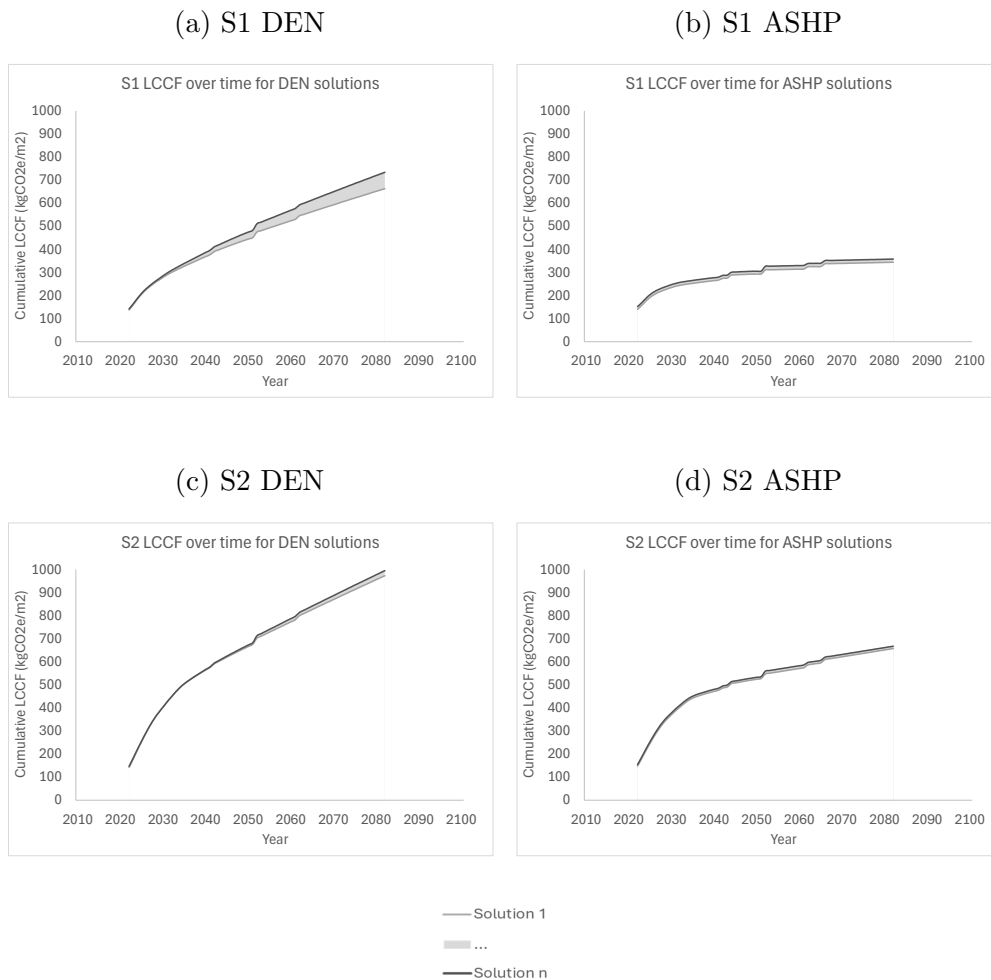 (a) S1 DEN
S1 LCCF over time for DEN solutions
Cumulative LCCF (kgCO2e/m2)
1000
900
800
700
600
500
400
300
200
100
0
2010 2020 2030 2040 2050 2060 2070 2080 2090 2100
Year
(b) S1 ASHP
S1 LCCF over time for ASHP solutions
Cumulative LCCF (kgCO2e/m2)
1000
900
800
700
600
500
400
300
200
100
0
2010 2020 2030 2040 2050 2060 2070 2080 2090 2100
Year
(c) S2 DEN
S2 LCCF over time for DEN solutions
Cumulative LCCF (kgCO2e/m2)
1000
900
800
700
600
500
400
300
200
100
0
2010 2020 2030 2040 2050 2060 2070 2080 2090 2100
Year
(d) S2 ASHP
S2 LCCF over time for ASHP solutions
Cumulative LCCF (kgCO2e/m2)
1000
900
800
700
600
500
400
300
200
100
0
2010 2020 2030 2040 2050 2060 2070 2080 2090 2100
Year
Solution 1
...
Solution n